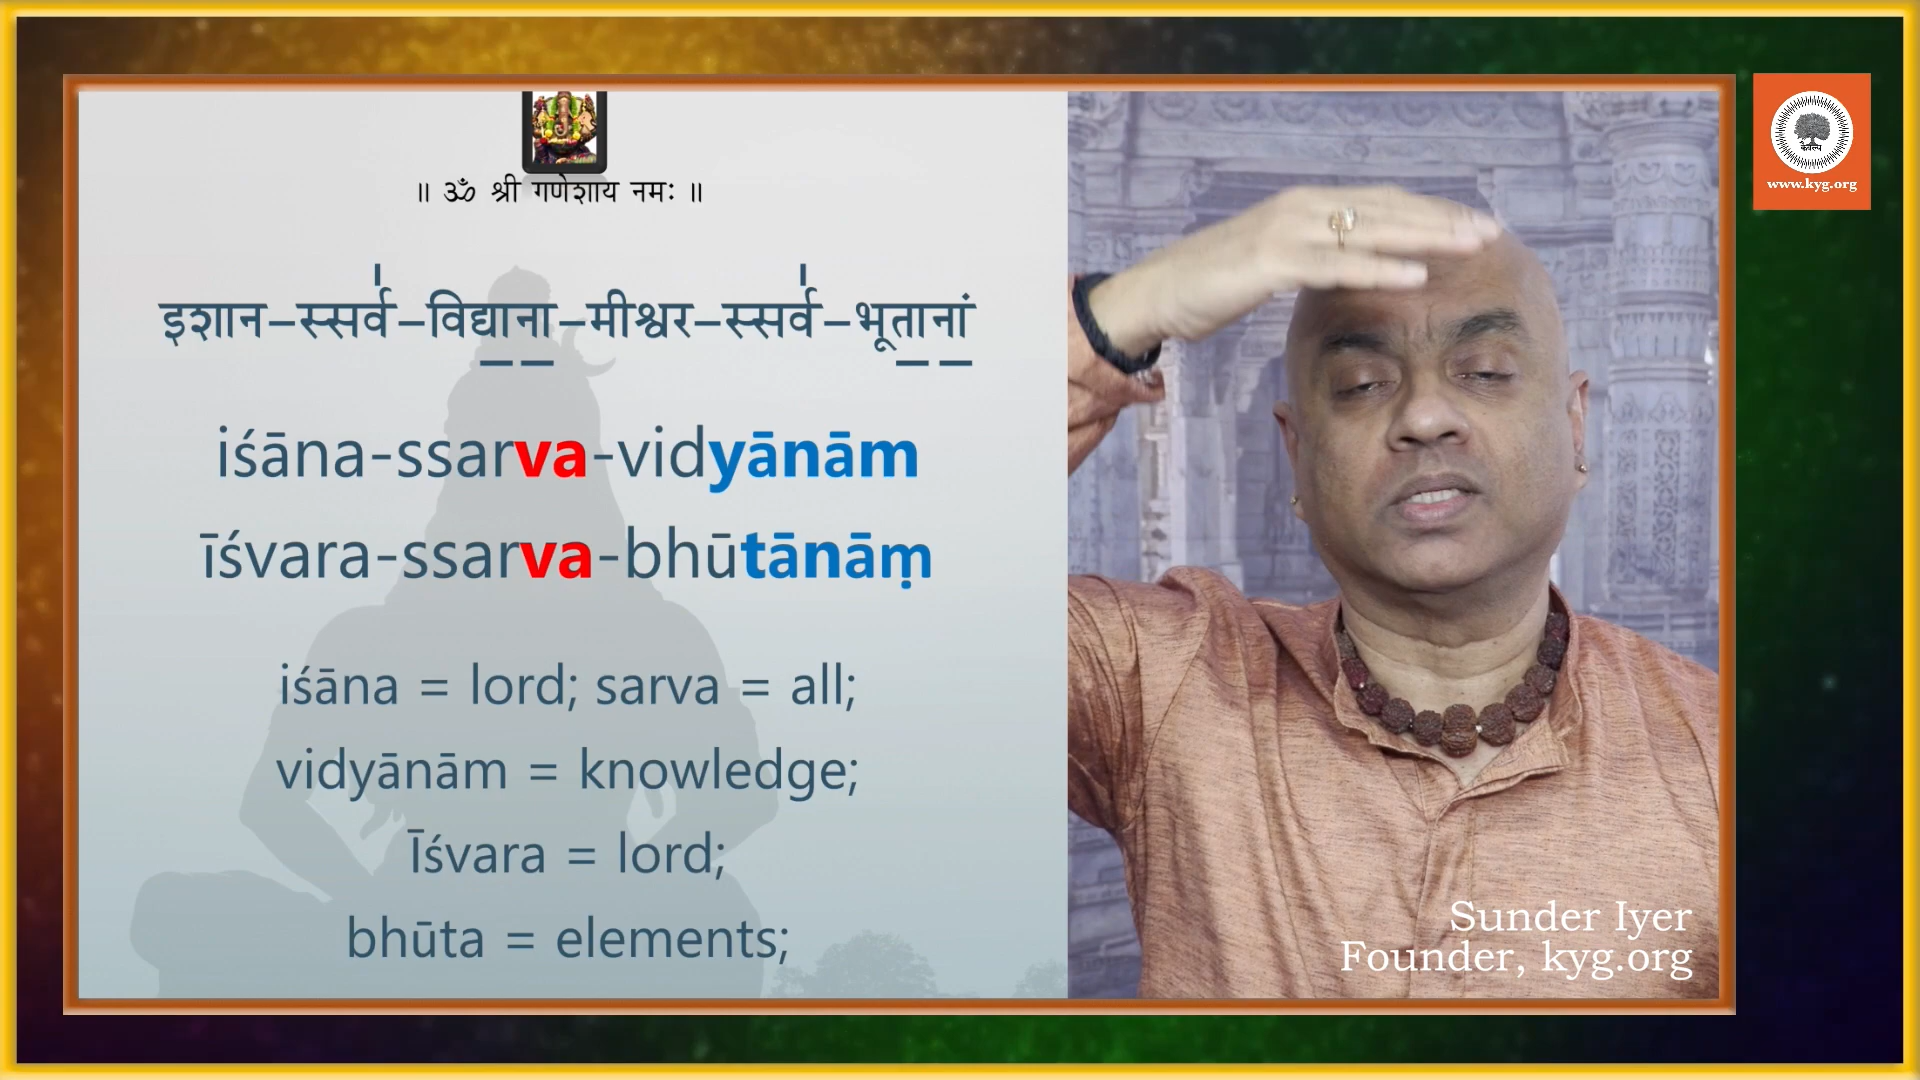 ॥ ॐ श्री गणेशाय नमः ॥
इशान–स्सर्व॑–विद्या॒ना॒–मीश्वर–स्सर्व॑–भूता॒नां॒
iśāna-ssarva-vidyānām
īśvara-ssarva-bhūtānāṃ
iśāna = lord; sarva = all;
vidyānām = knowledge;
Īśvara = lord;
bhūta = elements;
Sunder Iyer
Founder, kyg.org
कैवल्य
www.kyg.org